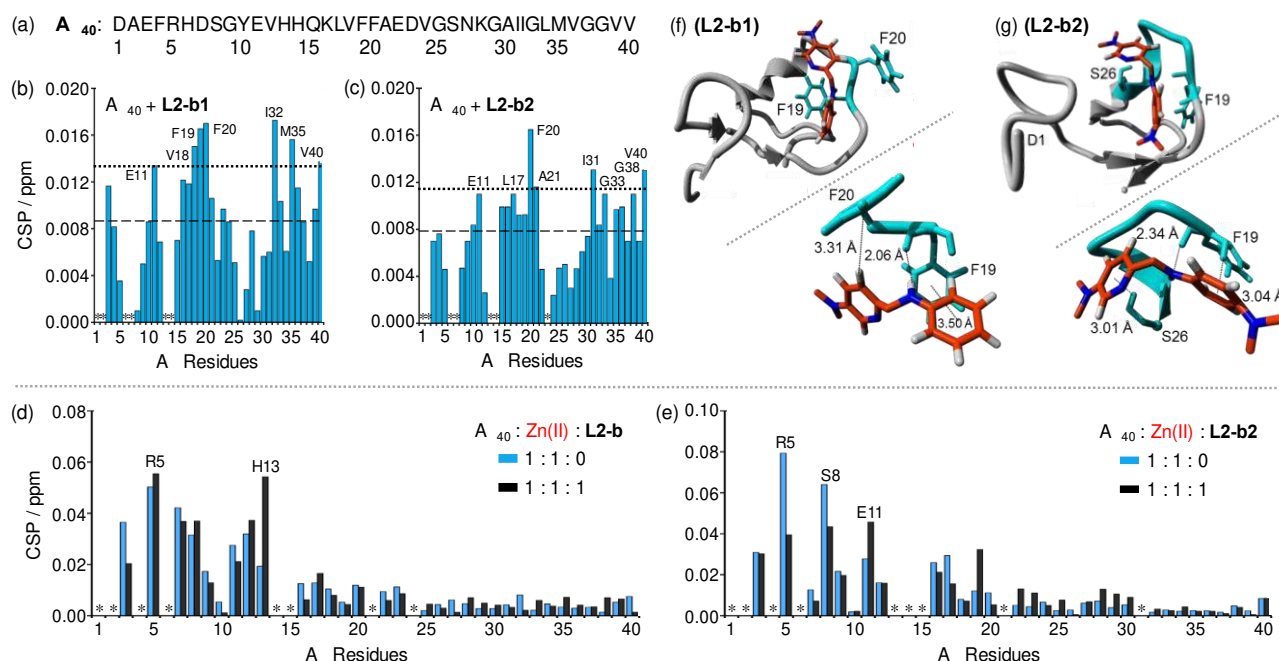 (a) A 40: DAEFRHDSGYEVHHQKLVFFAEDVGSNKGAIIGLMVGGVV
1 5 10 15 20 25 30 35 40
(b) A 40 + L2-b1
CSP / ppm
0.020
0.016
0.012
0.008
0.004
0.000
E11 V18 F19 F20 I32 M35 V40
** ** **
1 5 10 15 20 25 30 35 40
A Residues
(c) A 40 + L2-b2
0.020
0.016
0.012
0.008
0.004
0.000
E11 L17 F20 A21 I31 G33 G38 V40
** ** ** *
1 5 10 15 20 25 30 35 40
A Residues
(f) (L2-b1)
F20
F19
F20
3.31 Å
2.06 Å
F19
3.50 Å
(g) (L2-b2)
S26
F19
D1
2.34 Å
F19
3.04 Å
3.01 Å
S26
(d)
A 40 : Zn(II) : L2-b
1 : 1 : 0
1 : 1 : 1
CSP / ppm
0.08
0.06
0.04
0.02
0.00
R5 H13
* * * * * * * *
1 5 10 15 20 25 30 35 40
A Residues
(e)
A 40 : Zn(II) : L2-b2
1 : 1 : 0
1 : 1 : 1
0.10
0.08
0.06
0.04
0.02
0.00
R5 S8 E11
* * * * * * * * *
1 5 10 15 20 25 30 35 40
A Residues